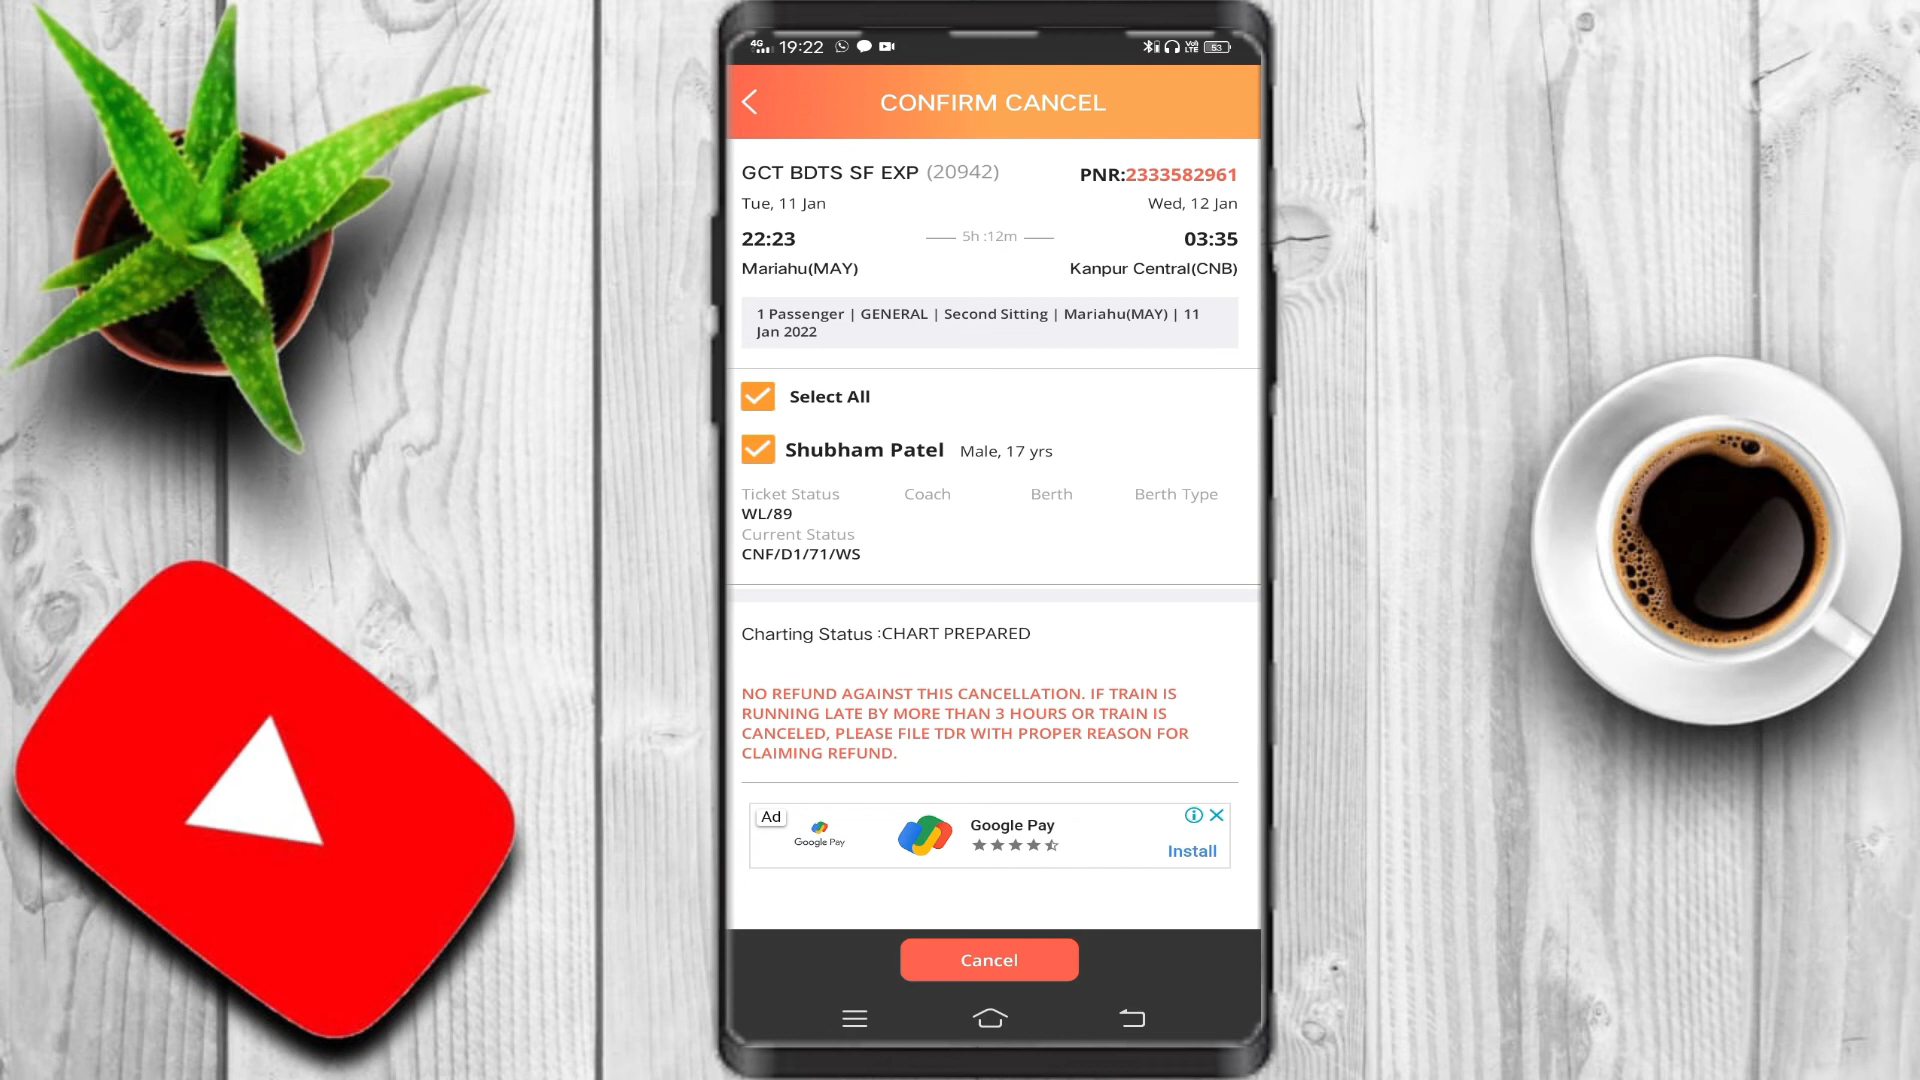 4G 19:22 VoI LTE 53
CONFIRM CANCEL
GCT BDTS SF EXP (20942) PNR:2333582961
Tue, 11 Jan Wed, 12 Jan
22:23 5h :12m 03:35
Mariahu(MAY) Kanpur Central(CNB)
1 Passenger | GENERAL | Second Sitting | Mariahu(MAY) | 11
Jan 2022
Select All
Shubham Patel Male, 17 yrs
Ticket Status Coach Berth Berth Type
WL/89
Current Status
CNF/D1/71/WS
Charting Status :CHART PREPARED
NO REFUND AGAINST THIS CANCELLATION. IF TRAIN IS
RUNNING LATE BY MORE THAN 3 HOURS OR TRAIN IS
CANCELED, PLEASE FILE TDR WITH PROPER REASON FOR
CLAIMING REFUND.
Ad Google Pay Google Pay
Install
Cancel